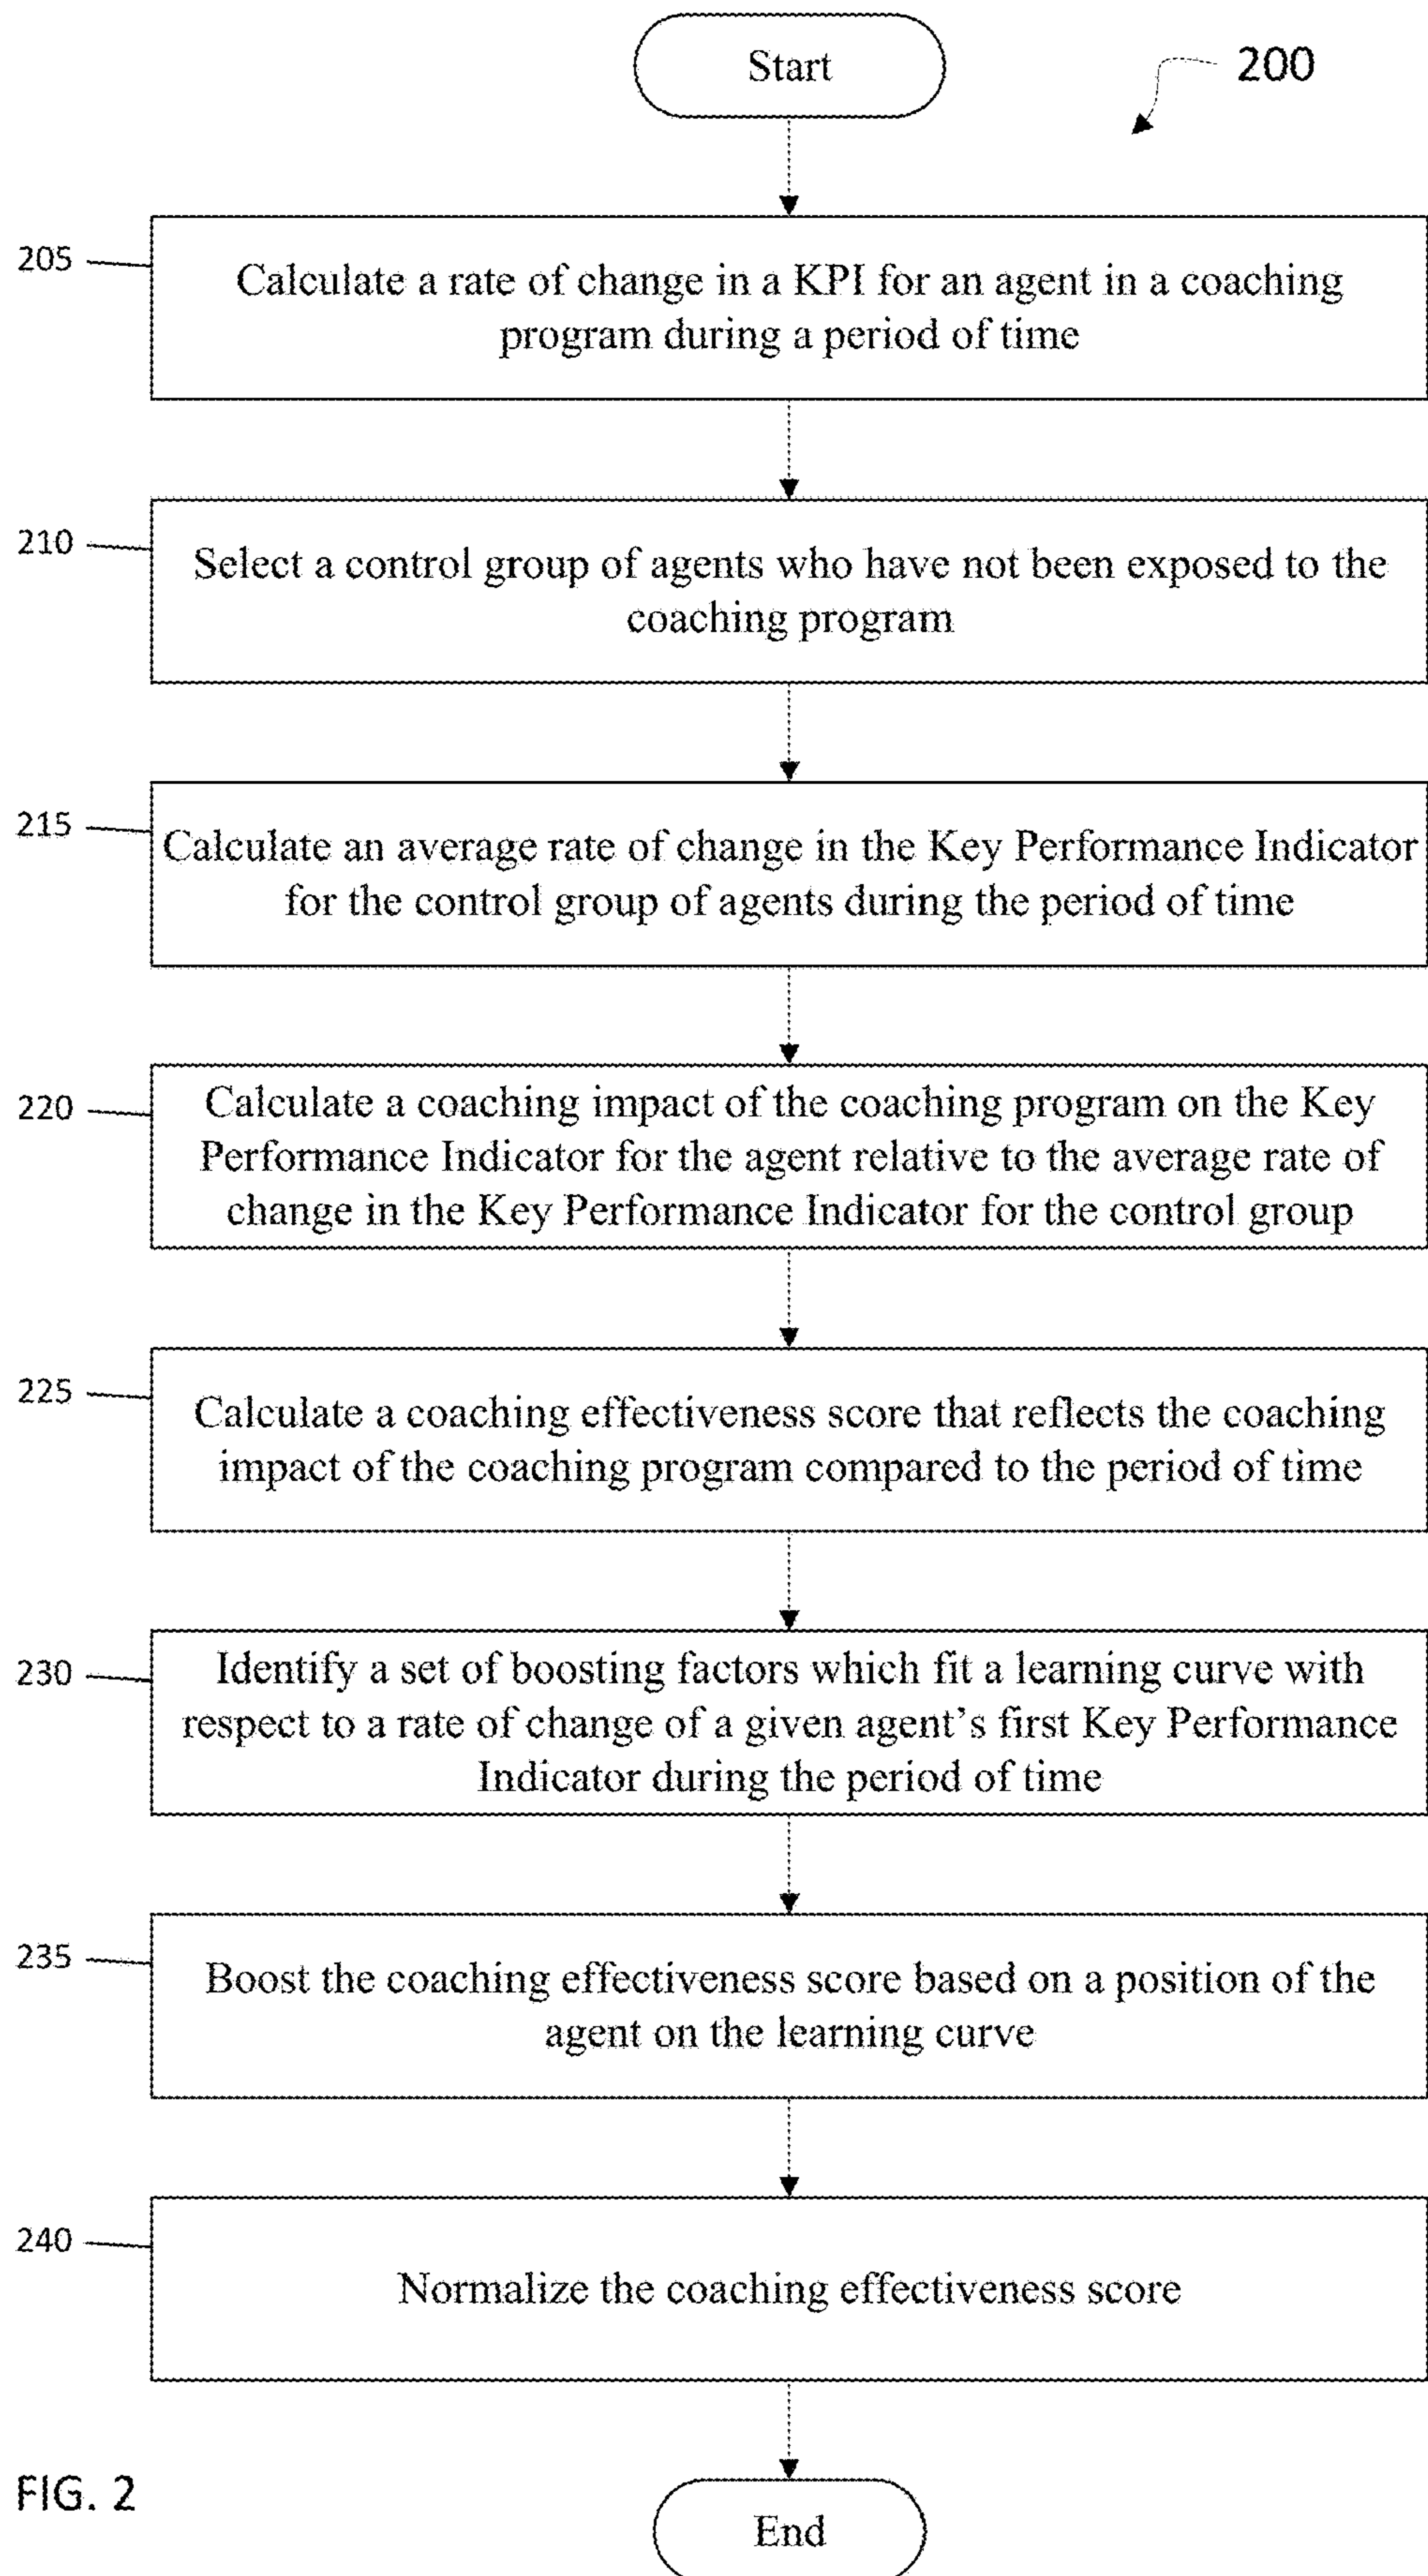 Start
200
205
Calculate a rate of change in a KPI for an agent in a coaching
program during a period of time
210
Select a control group of agents who have not been exposed to the
coaching program
215
Calculate an average rate of change in the Key Performance Indicator
for the control group of agents during the period of time
220
Calculate a coaching impact of the coaching program on the Key
Performance Indicator for the agent relative to the average rate of
change in the Key Performance Indicator for the control group
225
Calculate a coaching effectiveness score that reflects the coaching
impact of the coaching program compared to the period of time
230
Identify a set of boosting factors which fit a learning curve with
respect to a rate of change of a given agent’s first Key Performance
Indicator during the period of time
235
Boost the coaching effectiveness score based on a position of the
agent on the learning curve
240
Normalize the coaching effectiveness score
FIG. 2
End